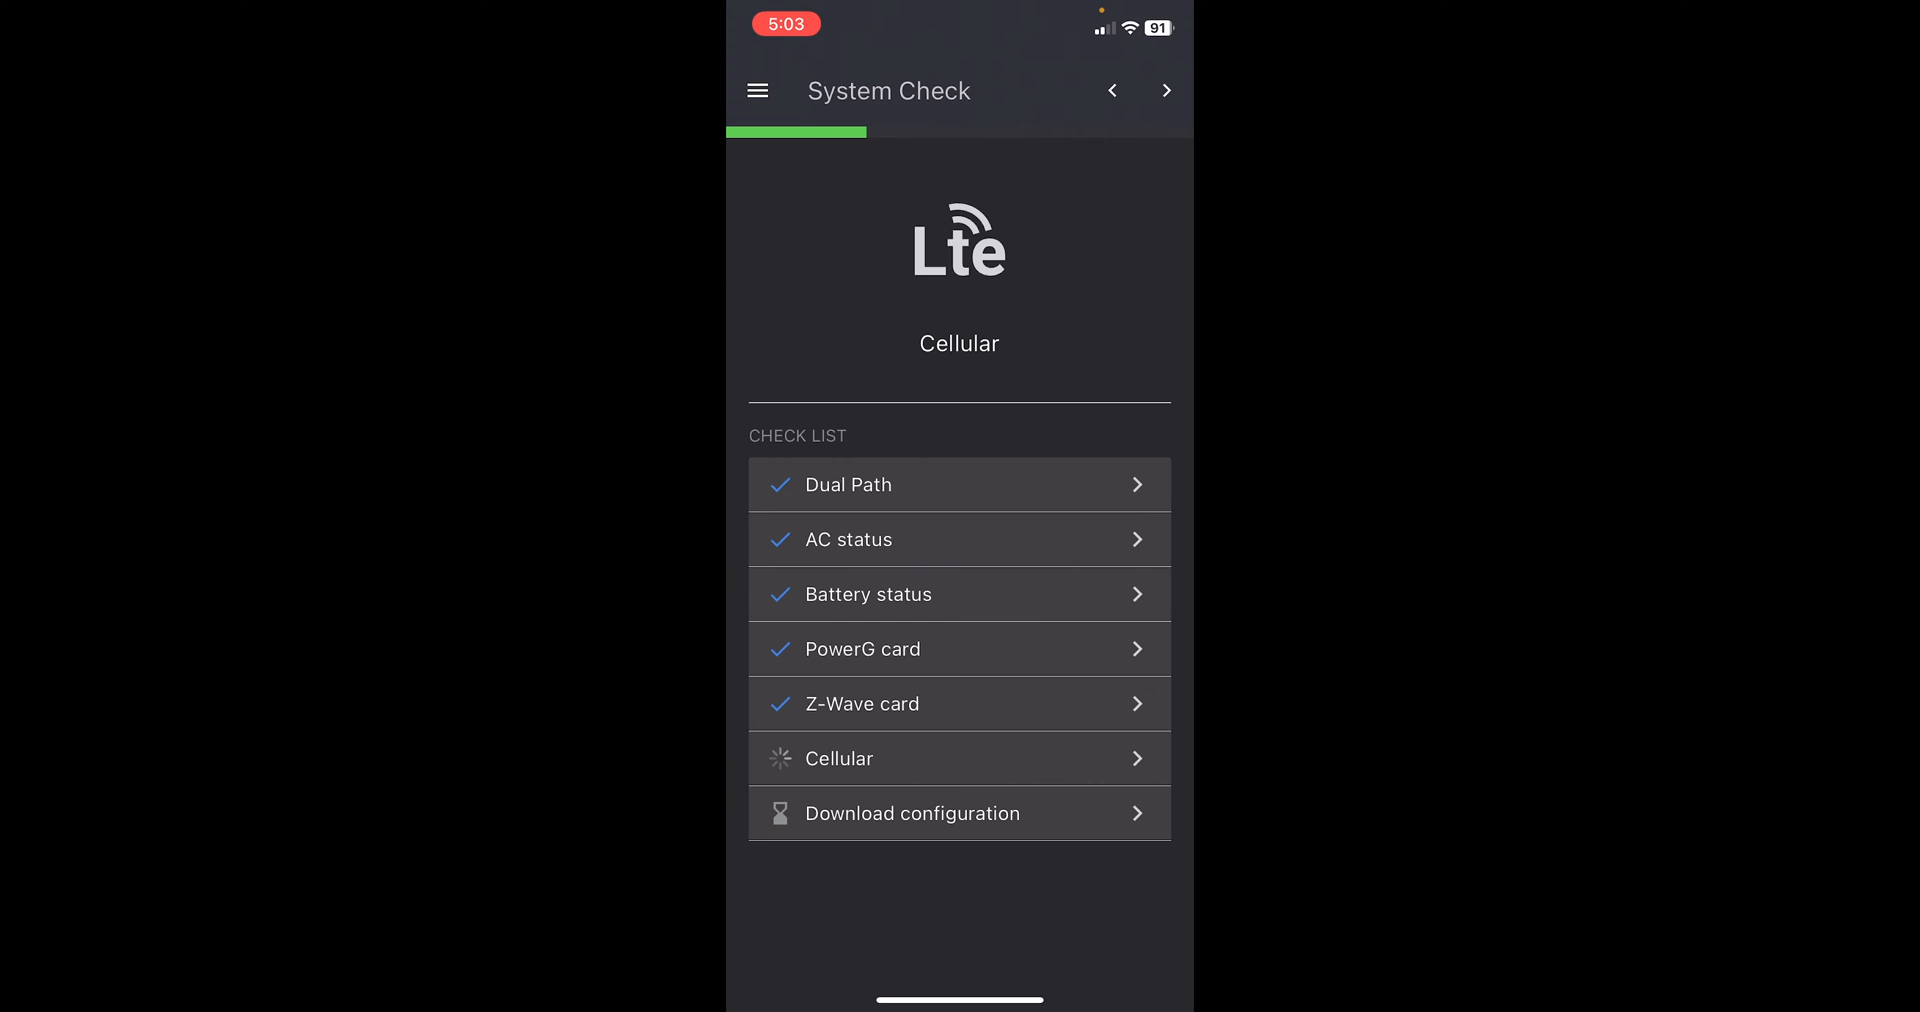 5:03
91
System Check
Lte
Cellular
CHECK LIST
Dual Path
AC status
Battery status
PowerG card
Z-Wave card
Cellular
Download configuration